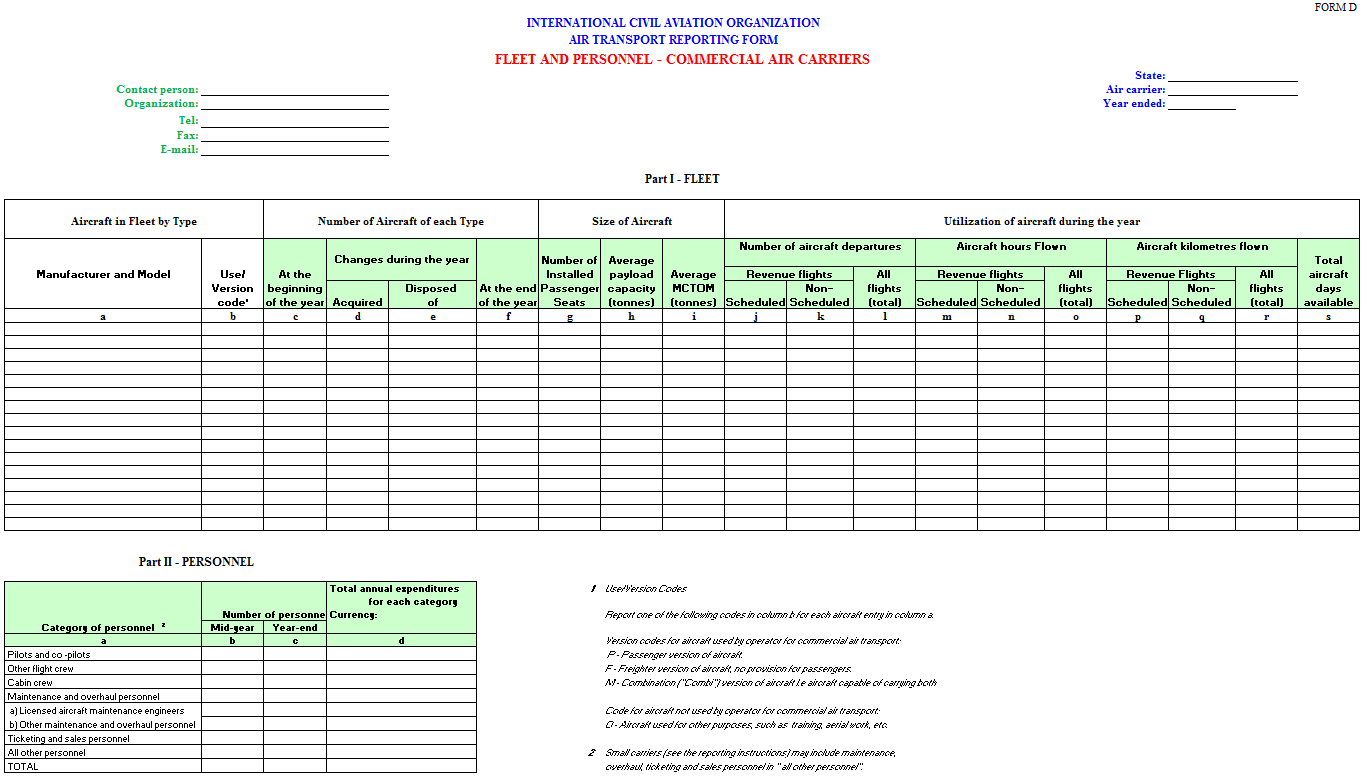 FORM D
INTERNATIONAL CIVIL AVIATION ORGANIZATION
AIR TRANSPORT REPORTING FORM
FLEET AND PERSONNEL - COMMERCIAL AIR CARRIERS
State:
Contact person:
Air carrier:
Organization:
Year ended:
Tel:
Fax:
E-mail:
Part I - FLEET
Aircraft in Fleet by Type
Number of Aircraft of each Type
Size of Aircraft
Utilization of aircraft during the year
Manufacturer and Model
Use/
Version
code¹
At the
beginning
of the year
Changes during the year
Acquired
Disposed
of
At the end
of the year
Number of
Installed
Passenger
Seats
Average
payload
capacity
(tonnes)
Average
MCTOM
(tonnes)
Number of aircraft departures
Revenue flights
Scheduled
Non-
Scheduled
All
flights
(total)
Aircraft hours Flown
Revenue flights
Scheduled
Non-
Scheduled
All
flights
(total)
Aircraft kilometres flown
Revenue Flights
Scheduled
Non-
Scheduled
All
flights
(total)
Total
aircraft
days
available
a b c d e f g h i j k l m n o p q r s
Part II - PERSONNEL
Category of personnel ²
Number of personne
Mid-year
Year-end
Total annual expenditures
for each category
Currency:
a b c d
Pilots and co -pilots
Other flight crew
Cabin crew
Maintenance and overhaul personnel
a) Licensed aircraft maintenance engineers
b) Other maintenance and overhaul personnel
Ticketing and sales personnel
All other personnel
TOTAL
1 Use/Version Codes
Report one of the following codes in column b for each aircraft entry in column a.
Version codes for aircraft used by operator for commercial air transport:
P - Passenger version of aircraft.
F - Freighter version of aircraft, no provision for passengers.
M - Combination ("Combi") version of aircraft i.e aircraft capable of carrying both
Code for aircraft not used by operator for commercial air transport:
O - Aircraft used for other purposes, such as training, aerial work, etc.
2 Small carriers (see the reporting instructions) may include maintenance,
overhaul, ticketing and sales personnel in "all other personnel".